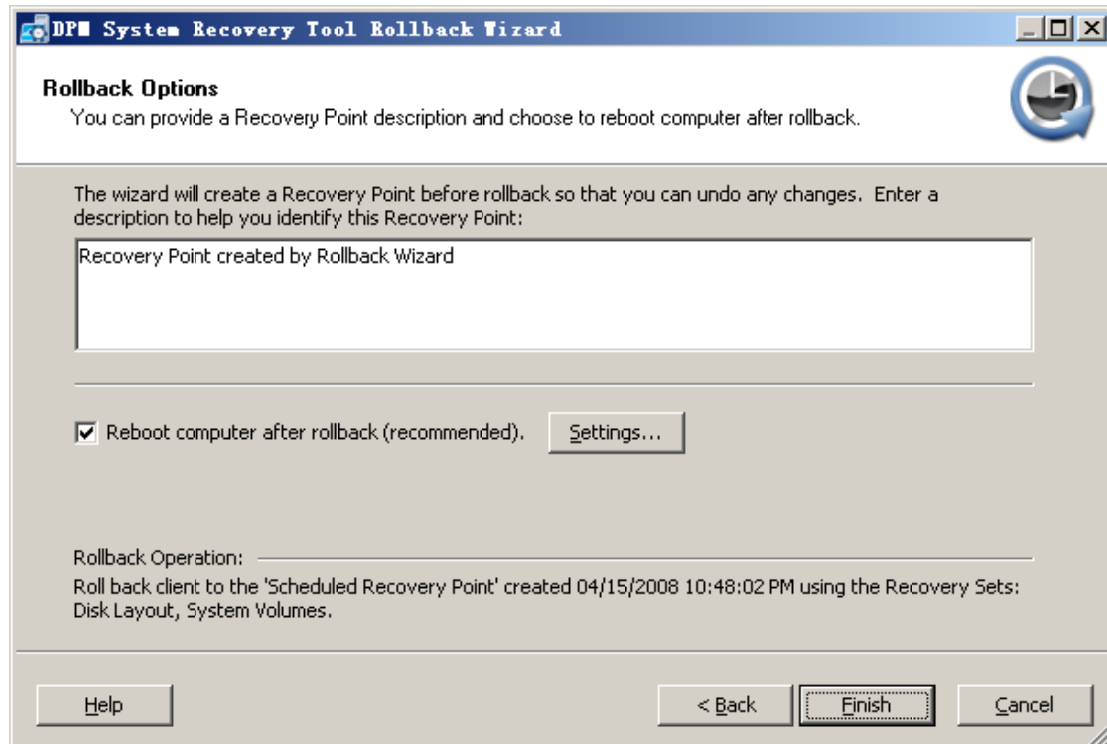 DPM System Recovery Tool Rollback Wizard
Rollback Options
You can provide a Recovery Point description and choose to reboot computer after rollback.
The wizard will create a Recovery Point before rollback so that you can undo any changes. Enter a
description to help you identify this Recovery Point:
Recovery Point created by Rollback Wizard
Reboot computer after rollback (recommended). Settings...
Rollback Operation:
Roll back client to the 'Scheduled Recovery Point' created 04/15/2008 10:48:02 PM using the Recovery Sets:
Disk Layout, System Volumes.
Help < Back Finish Cancel